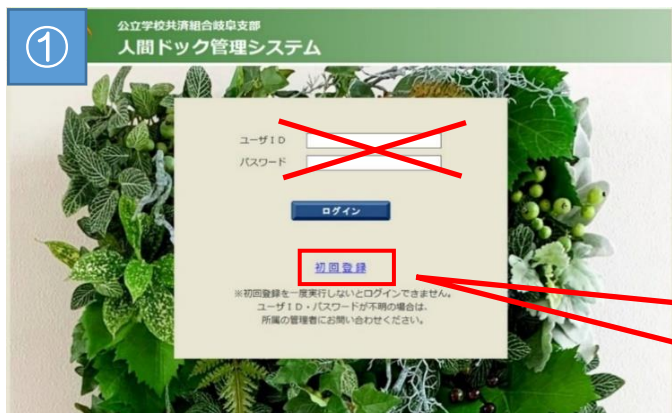 ①
公立学校共済組合岐阜支部
人間ドック管理システム
ユーザID
パスワード
ログイン
初回登録
※初回登録を一度実行しないとログインできません。
ユーザID・パスワードが不明の場合は、
所属の管理者にお問い合わせください。